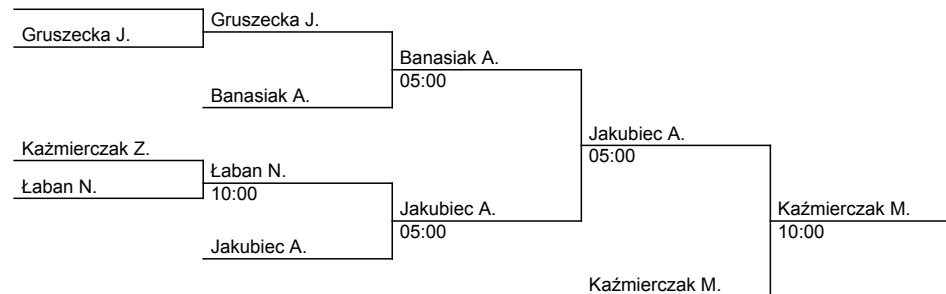 Gruszecka J.
Gruszecka J.
Banasiak A.
05:00
Banasiak A.
Jakubiec A.
05:00
Każmierczak Z.
Łaban N.
10:00
Łaban N.
Jakubiec A.
05:00
Kaźmierczak M.
10:00
Jakubiec A.
Kaźmierczak M.